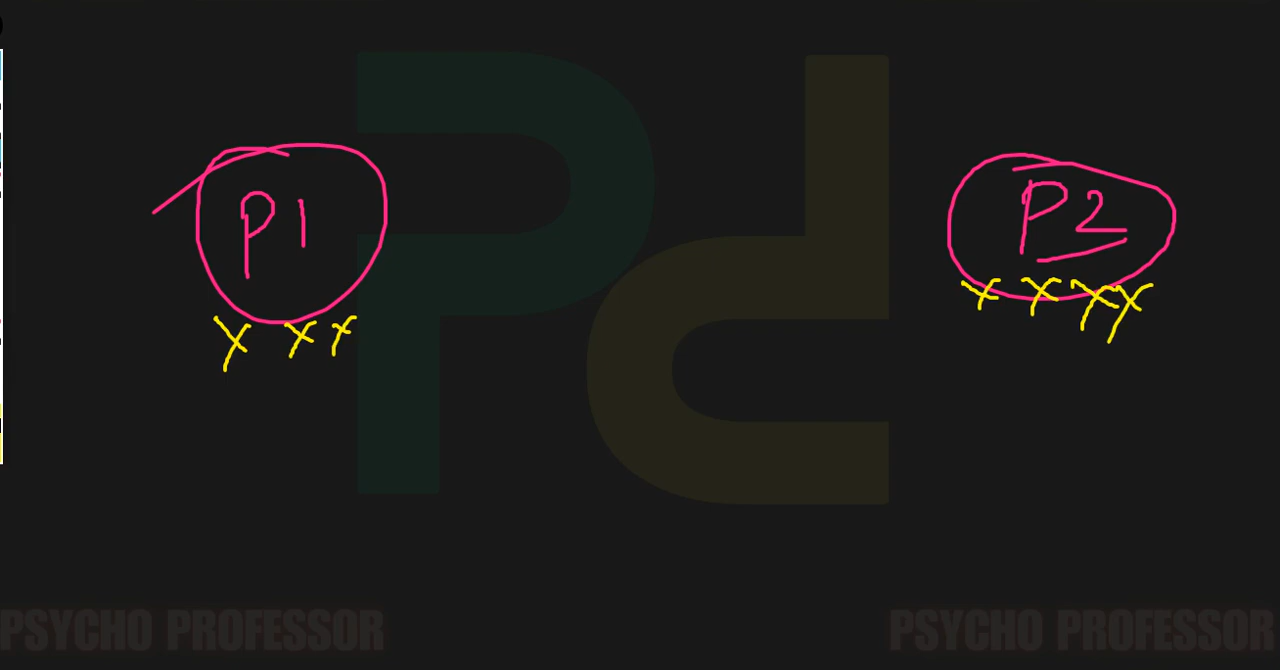 P1
P2
X X X
X X X X
PSYCHO PROFESSOR
PSYCHO PROFESSOR